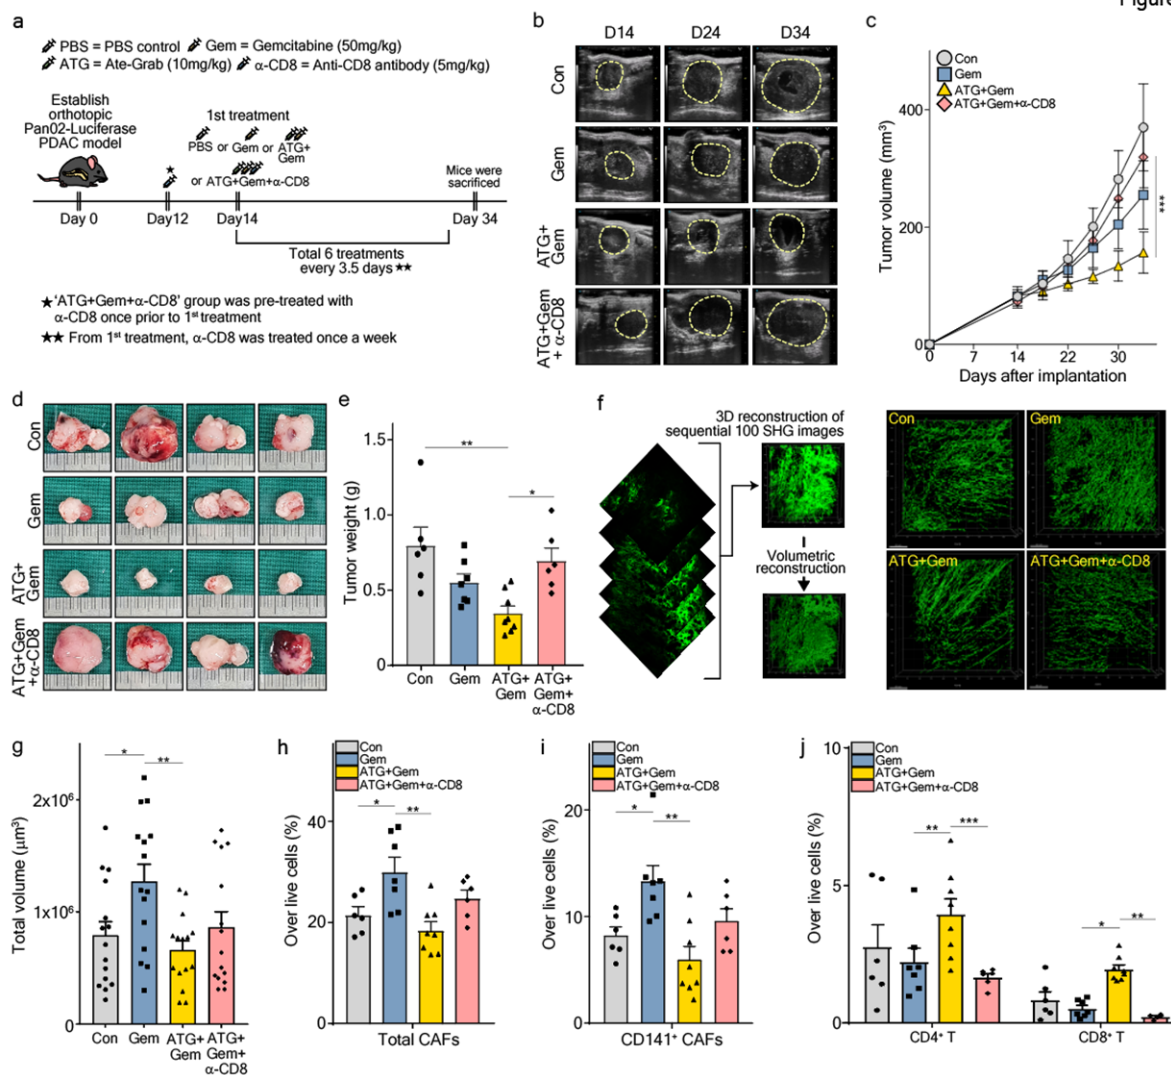 Figure
a
PBS = PBS control Gem = Gemcitabine (50mg/kg)
ATG = Ate-Grab (10mg/kg) α-CD8 = Anti-CD8 antibody (5mg/kg)
Establish
orthotopic
Pan02-Luciferase
PDAC model
1st treatment
PBS or Gem or ATG+
Gem
or ATG+Gem+α-CD8
Mice were
sacrificed
★
Day 0 Day12 Day14 Day 34
Total 6 treatments
every 3.5 days ★★
★ 'ATG+Gem+α-CD8' group was pre-treated with
α-CD8 once prior to 1st treatment
★★ From 1st treatment, α-CD8 was treated once a week
b
D14 D24 D34
Con
Gem
ATG+
Gem
ATG+Gem
+ α-CD8
c
Con
Gem
ATG+Gem
ATG+Gem+α-CD8
Tumor volume (mm³)
400
200
0
***
0 7 14 22 30
Days after implantation
d
Con
Gem
ATG+
Gem
ATG+Gem
+α-CD8
e
Tumor weight (g)
1.5
1.0
0.5
0
**
*
Con Gem ATG+
Gem ATG+
Gem+
α-CD8
f
3D reconstruction of
sequential 100 SHG images
Volumetric
reconstruction
Con Gem
ATG+Gem ATG+Gem+α-CD8
g
Total volume (μm³)
2x10⁶
1x10⁶
0
* **
Con Gem ATG+
Gem ATG+
Gem+
α-CD8
h
Con
Gem
ATG+Gem
ATG+Gem+α-CD8
Over live cells (%)
40
20
0
* **
Total CAFs
i
Con
Gem
ATG+Gem
ATG+Gem+α-CD8
Over live cells (%)
20
10
0
* **
CD141⁺ CAFs
j
Con
Gem
ATG+Gem
ATG+Gem+α-CD8
Over live cells (%)
10
5
0
** ***
* **
CD4⁺ T CD8⁺ T